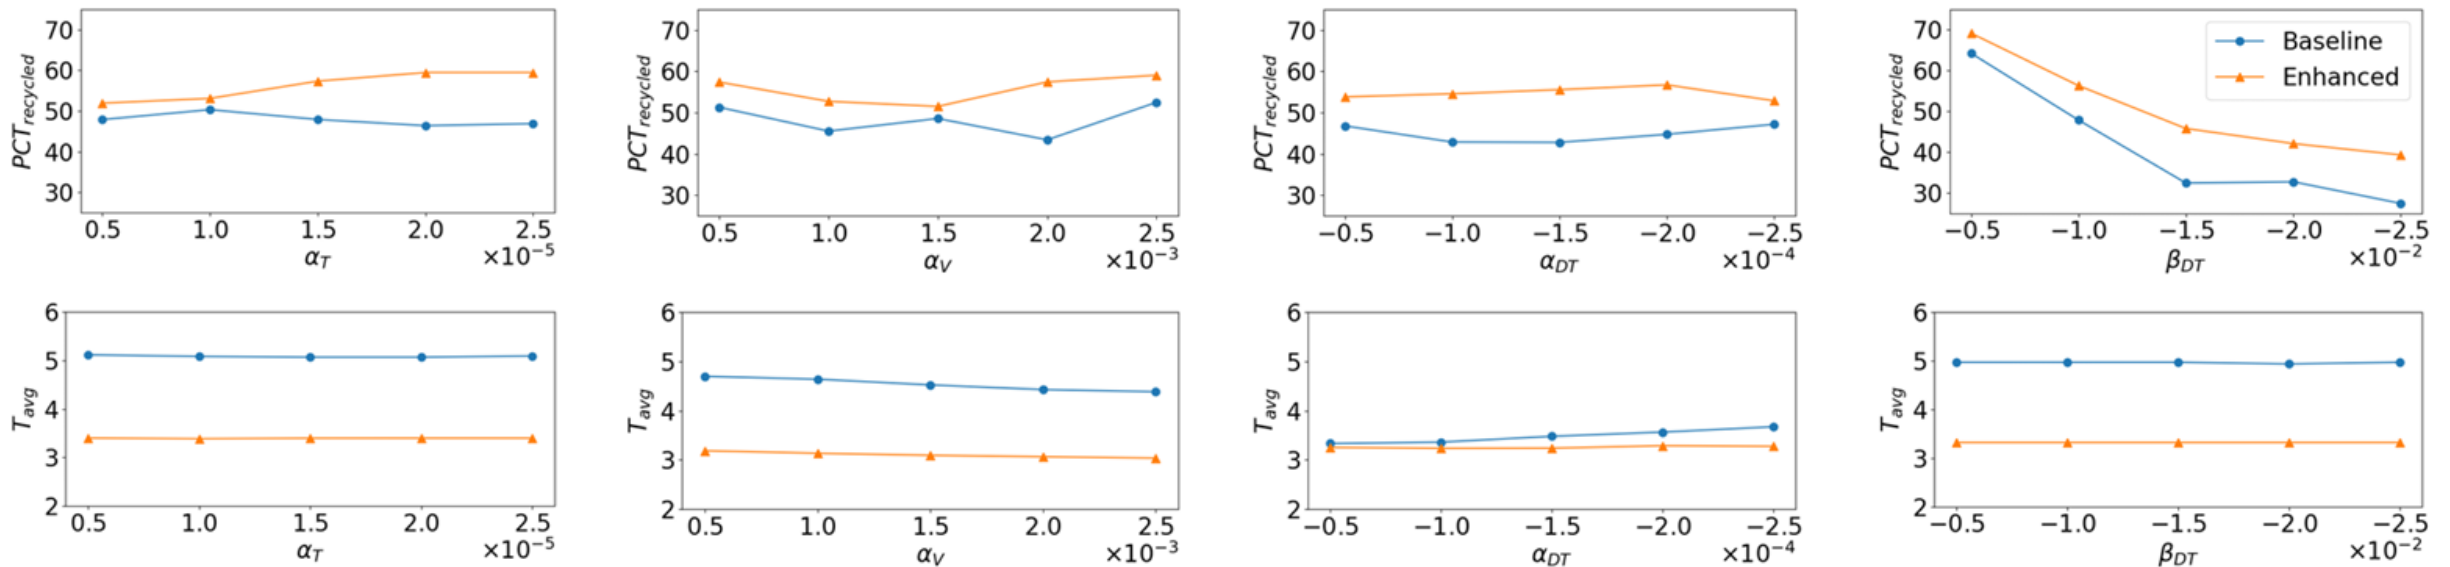 PCT_recycled
70
60
50
40
30
0.5 1.0 1.5 2.0 2.5
α_T ×10⁻⁵
PCT_recycled
70
60
50
40
30
0.5 1.0 1.5 2.0 2.5
α_V ×10⁻³
PCT_recycled
70
60
50
40
30
−0.5 −1.0 −1.5 −2.0 −2.5
α_DT ×10⁻⁴
PCT_recycled
70
60
50
40
30
Baseline
Enhanced
−0.5 −1.0 −1.5 −2.0 −2.5
β_DT ×10⁻²
T_avg
6
5
4
3
2
0.5 1.0 1.5 2.0 2.5
α_T ×10⁻⁵
T_avg
6
5
4
3
2
0.5 1.0 1.5 2.0 2.5
α_V ×10⁻³
T_avg
6
5
4
3
2
−0.5 −1.0 −1.5 −2.0 −2.5
α_DT ×10⁻⁴
T_avg
6
5
4
3
2
−0.5 −1.0 −1.5 −2.0 −2.5
β_DT ×10⁻²